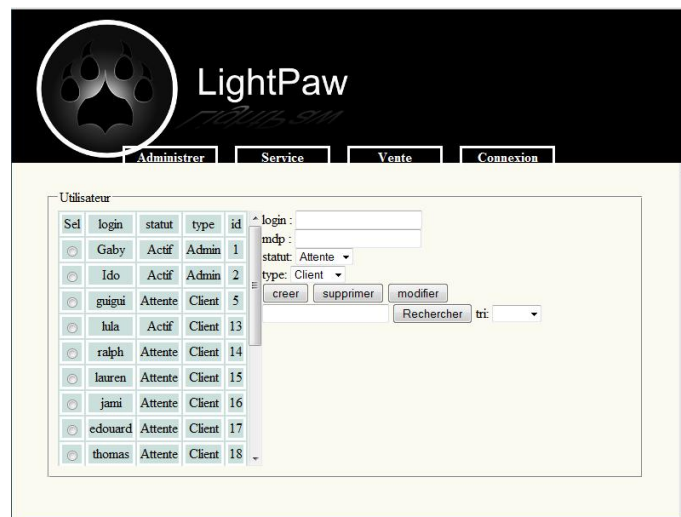 LightPaw
LightPaw
Administrer Service Vente Connexion
Utilisateur
Sel login statut type id
Gaby Actif Admin 1
Ido Actif Admin 2
guigui Attente Client 5
lula Actif Client 13
ralph Attente Client 14
lauren Attente Client 15
jami Attente Client 16
edouard Attente Client 17
thomas Attente Client 18
login :
mdp :
statut: Attente
type: Client
creer supprimer modifier
Rechercher tri: